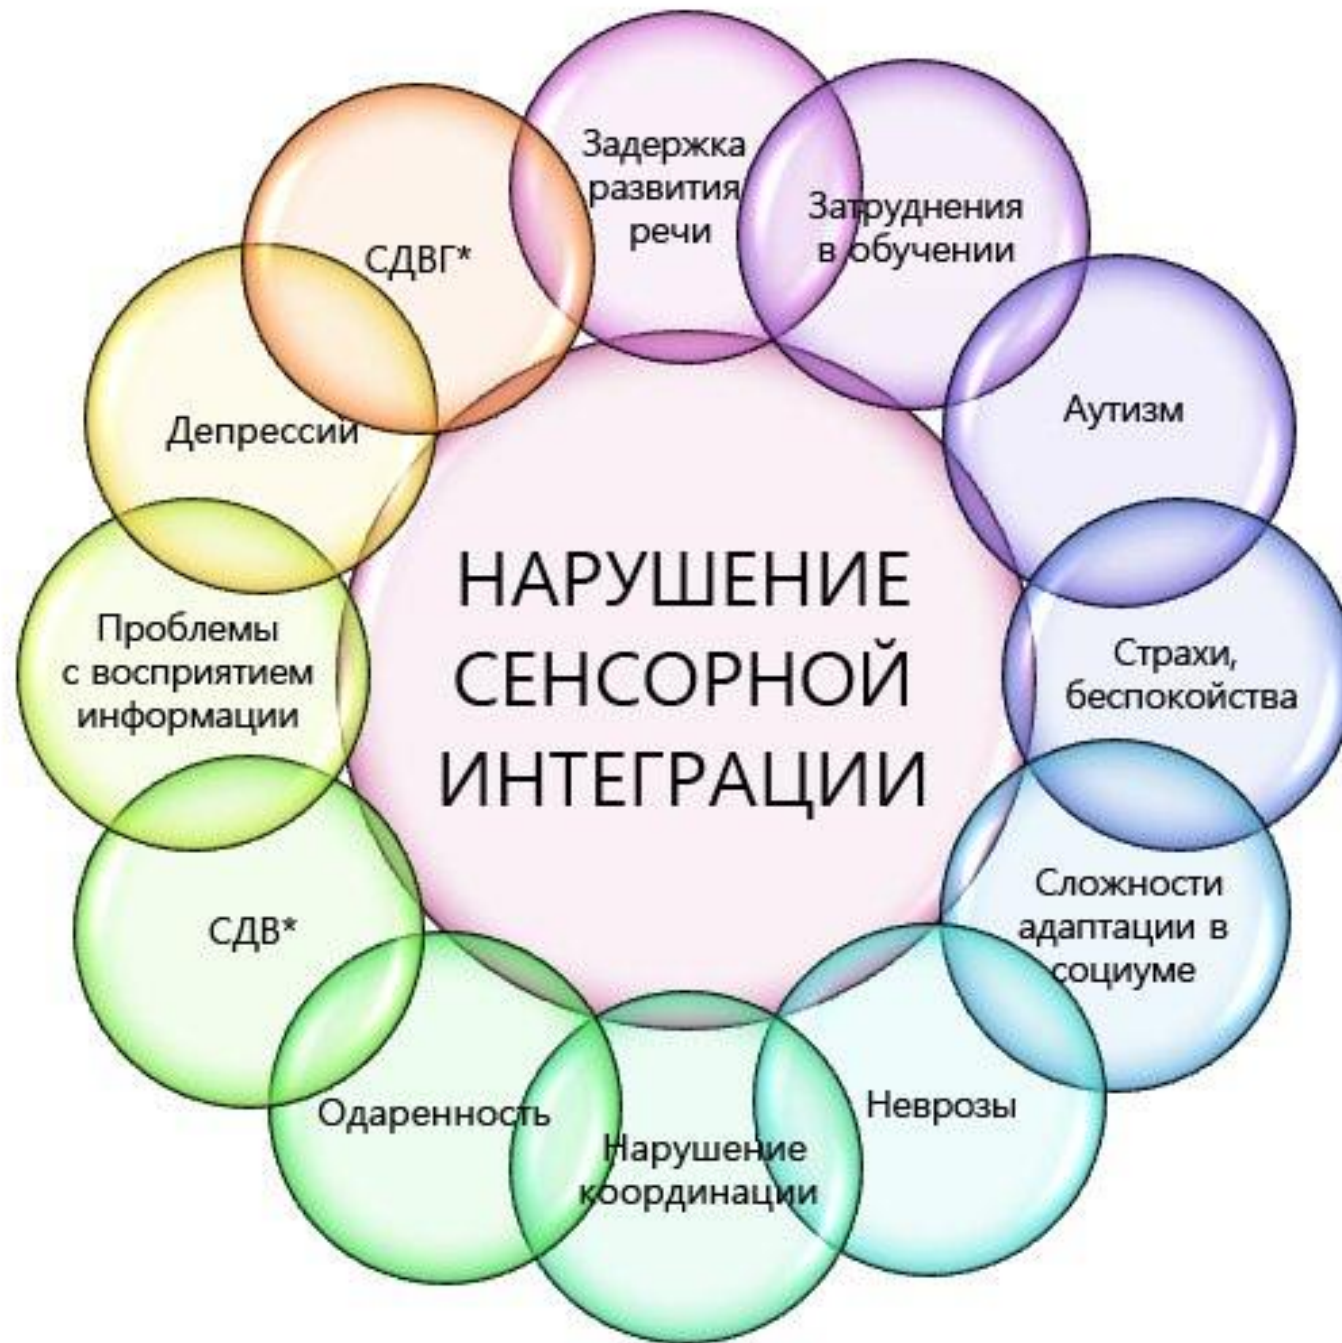 Задержка
развития
речи
Затруднения
в обучении
Аутизм
Страхи,
беспокойства
Сложности
адаптации в
социуме
Неврозы
Нарушение
координации
Одаренность
СДВ*
Проблемы
с восприятием
информации
Депрессий
СДВГ*
НАРУШЕНИЕ
СЕНСОРНОЙ
ИНТЕГРАЦИИ